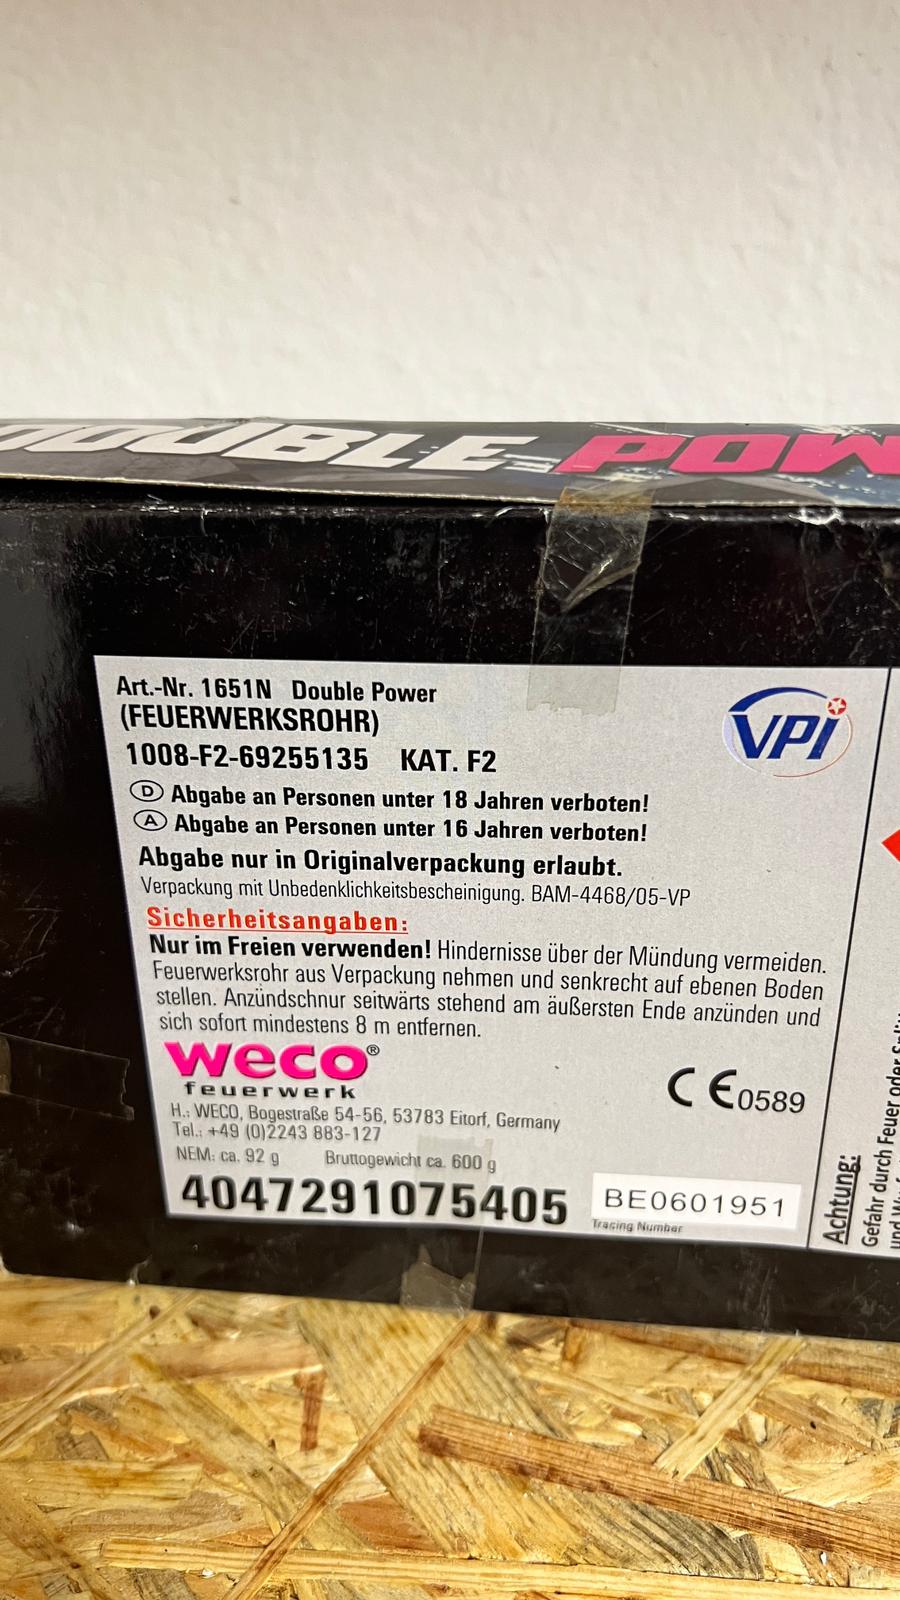 DOUBLE POW
Art.-Nr. 1651N Double Power
(FEUERWERKSROHR)
VPI
1008-F2-69255135 KAT. F2
D Abgabe an Personen unter 18 Jahren verboten!
A Abgabe an Personen unter 16 Jahren verboten!
Abgabe nur in Originalverpackung erlaubt.
Verpackung mit Unbedenklichkeitsbescheinigung. BAM-4468/05-VP
Sicherheitsangaben:
Nur im Freien verwenden! Hindernisse über der Mündung vermeiden.
Feuerwerksrohr aus Verpackung nehmen und senkrecht auf ebenen Boden
stellen. Anzündschnur seitwärts stehend am äußersten Ende anzünden und
sich sofort mindestens 8 m entfernen.
weco®
feuerwerk
CE0589
H.: WECO, Bogestraße 54-56, 53783 Eitorf, Germany
Tel.: +49 (0)2243 883-127
NEM: ca. 92 g Bruttogewicht ca. 600 g
4047291075405
BE0601951
Tracing Number
Achtung:
Gefahr durch Feuer oder
und